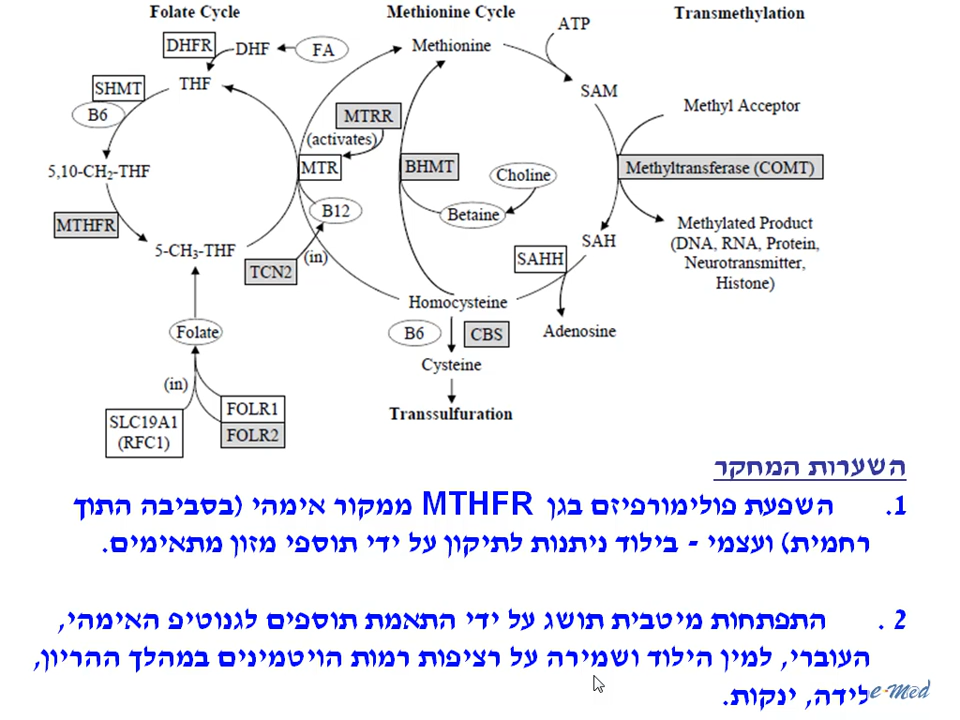 Folate Cycle
Methionine Cycle
Transmethylation
DHFR
DHF
FA
Methionine
ATP
SHMT
THF
B6
SAM
Methyl Acceptor
MTRR
(activates)
5,10-CH₂-THF
MTR
BHMT
Choline
Methyltransferase (COMT)
MTHFR
B12
Betaine
Methylated Product
(DNA, RNA, Protein,
Neurotransmitter,
Histone)
5-CH₃-THF
TCN2
(in)
SAH
SAHH
Homocysteine
Folate
B6
CBS
Adenosine
Cysteine
(in)
Transsulfuration
SLC19A1
(RFC1)
FOLR1
FOLR2
השערות המחקר
1. השפעת פולימורפיזם בגן MTHFR ממקור אימהי (בסביבה התוך
רחמית) ועצמי - בילוד ניתנות לתיקון על ידי תוספי מזון מתאימים.
2. התפתחות מיטבית תושג על ידי התאמת תוספים לגנוטיפ האימהי,
העוברי, למין הילוד ושמירה על רציפות רמות הויטמינים במהלך ההריון,
לידה, ינקות.
e-Med